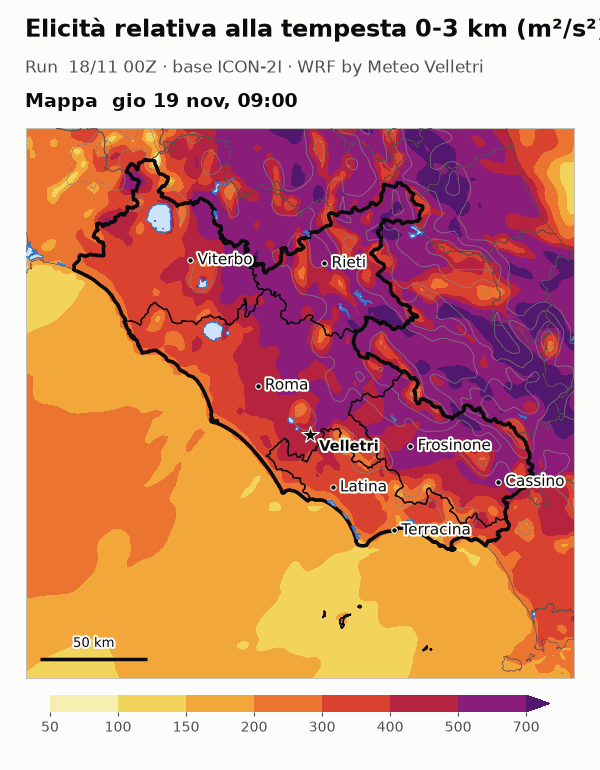 Elicità relativa alla tempesta 0-3 km (m²/s²)
Run 18/11 00Z · base ICON-2I · WRF by Meteo Velletri
Mappa gio 19 nov, 09:00
Viterbo
Rieti
Roma
Velletri
Frosinone
Cassino
Latina
Terracina
50 km
50 100 150 200 300 400 500 700